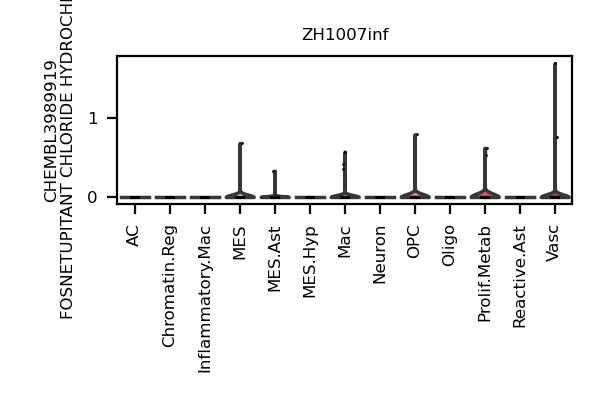 ZH1007inf
CHEMBL3989919
FOSNETUPITANT CHLORIDE
1
0
AC
Chromatin.Reg
Inflammatory.Mac
MES
MES.Ast
MES.Hyp
Mac
Neuron
OPC
Oligo
Prolif.Metab
Reactive.Ast
Vasc